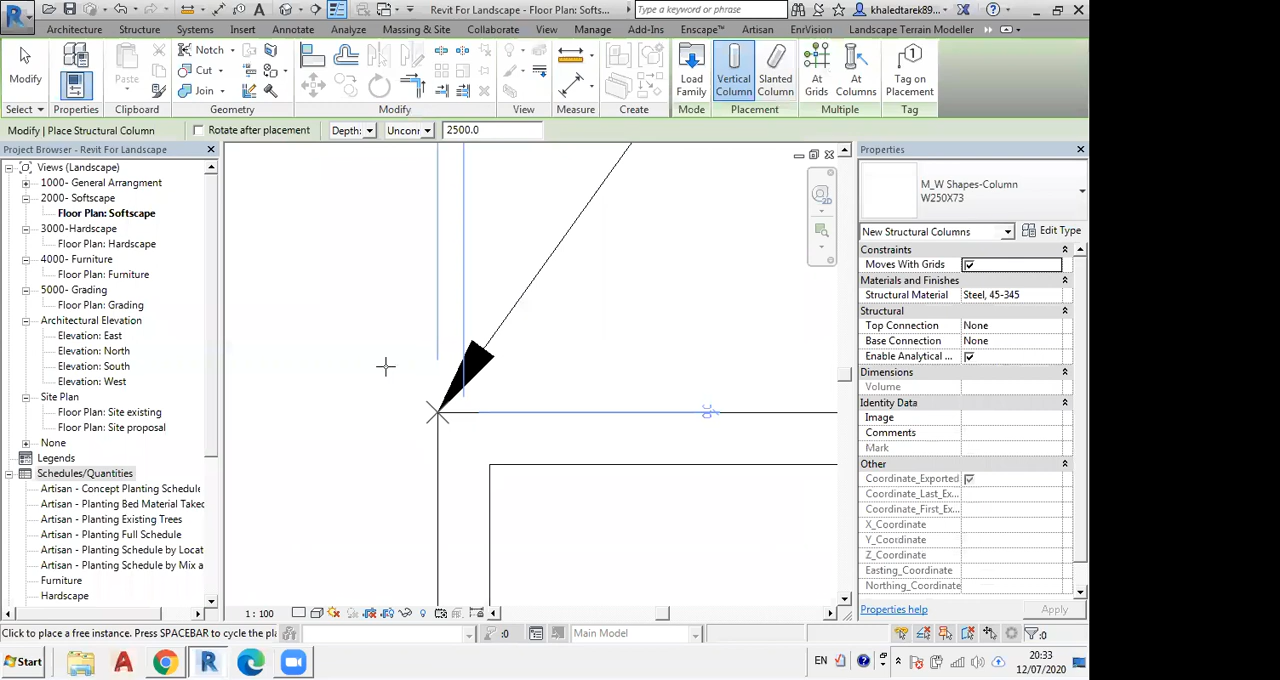 Revit For Landscape - Floor Plan: Softs...
Type a keyword or phrase
khaledtarek89...
Architecture Structure Systems Insert Annotate Analyze Massing & Site Collaborate View Manage Add-Ins Enscape™ Artisan EnVision Landscape Terrain Modeller
Modify
Paste
Notch
Cut
Join
Load Family
Vertical Column
Slanted Column
At Grids
At Columns
Tag on Placement
Select Properties Clipboard Geometry Modify View Measure Create Mode Placement Multiple Tag
Modify | Place Structural Column Rotate after placement Depth: Uncon 2500.0
Project Browser - Revit For Landscape
Views (Landscape)
1000- General Arrangment
2000- Softscape
Floor Plan: Softscape
3000-Hardscape
Floor Plan: Hardscape
4000- Furniture
Floor Plan: Furniture
5000- Grading
Floor Plan: Grading
Architectural Elevation
Elevation: East
Elevation: North
Elevation: South
Elevation: West
Site Plan
Floor Plan: Site existing
Floor Plan: Site proposal
None
Legends
Schedules/Quantities
Artisan - Concept Planting Schedule
Artisan - Planting Bed Material Takeo
Artisan - Planting Existing Trees
Artisan - Planting Full Schedule
Artisan - Planting Schedule by Locat
Artisan - Planting Schedule by Mix a
Furniture
Hardscape
2D
1 : 100
Properties
M_W Shapes-Column
W250X73
New Structural Columns Edit Type
Constraints
Moves With Grids
Materials and Finishes
Structural Material Steel, 45-345
Structural
Top Connection None
Base Connection None
Enable Analytical ...
Dimensions
Volume
Identity Data
Image
Comments
Mark
Other
Coordinate_Exported
Coordinate_Last_Ex...
Coordinate_First_Ex...
X_Coordinate
Y_Coordinate
Z_Coordinate
Easting_Coordinate
Northing_Coordinate
Properties help Apply
Click to place a free instance. Press SPACEBAR to cycle the pl
:0
Main Model
:0
Start
EN
20:33
12/07/2020